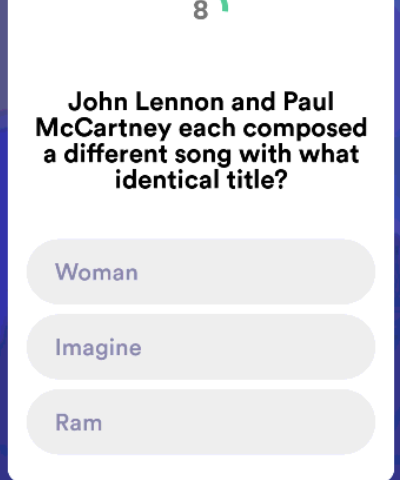 8
John Lennon and Paul
McCartney each composed
a different song with what
identical title?
Woman
Imagine
Ram